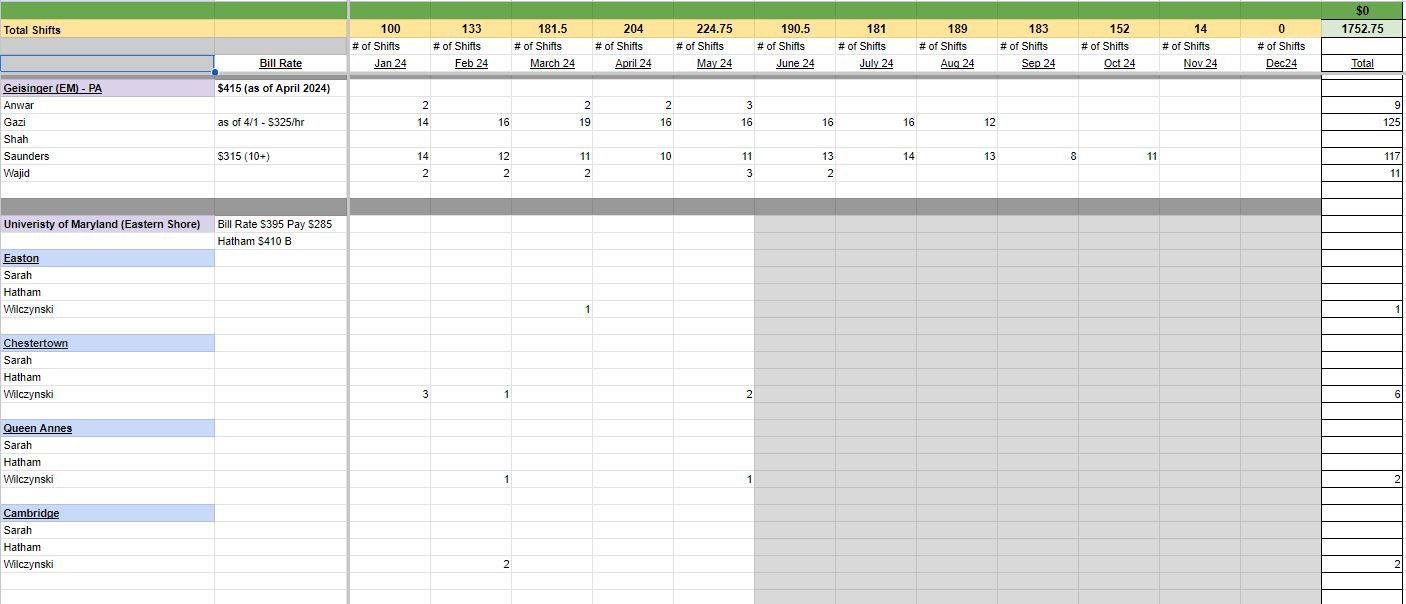 $0
Total Shifts 100 133 181.5 204 224.75 190.5 181 189 183 152 14 0 1752.75
# of Shifts # of Shifts # of Shifts # of Shifts # of Shifts # of Shifts # of Shifts # of Shifts # of Shifts # of Shifts # of Shifts # of Shifts
Bill Rate Jan 24 Feb 24 March 24 April 24 May 24 June 24 July 24 Aug 24 Sep 24 Oct 24 Nov 24 Dec24 Total
Geisinger (EM) - PA $415 (as of April 2024)
Anwar 2 2 2 3 9
Gazi as of 4/1 - $325/hr 14 16 19 16 16 16 16 12 125
Shah
Saunders $315 (10+) 14 12 11 10 11 13 14 13 8 11 117
Wajid 2 2 2 3 2 11
Univeristy of Maryland (Eastern Shore) Bill Rate $395 Pay $285
Hatham $410 B
Easton
Sarah
Hatham
Wilczynski 1 1
Chestertown
Sarah
Hatham
Wilczynski 3 1 2 6
Queen Annes
Sarah
Hatham
Wilczynski 1 1 2
Cambridge
Sarah
Hatham
Wilczynski 2 2